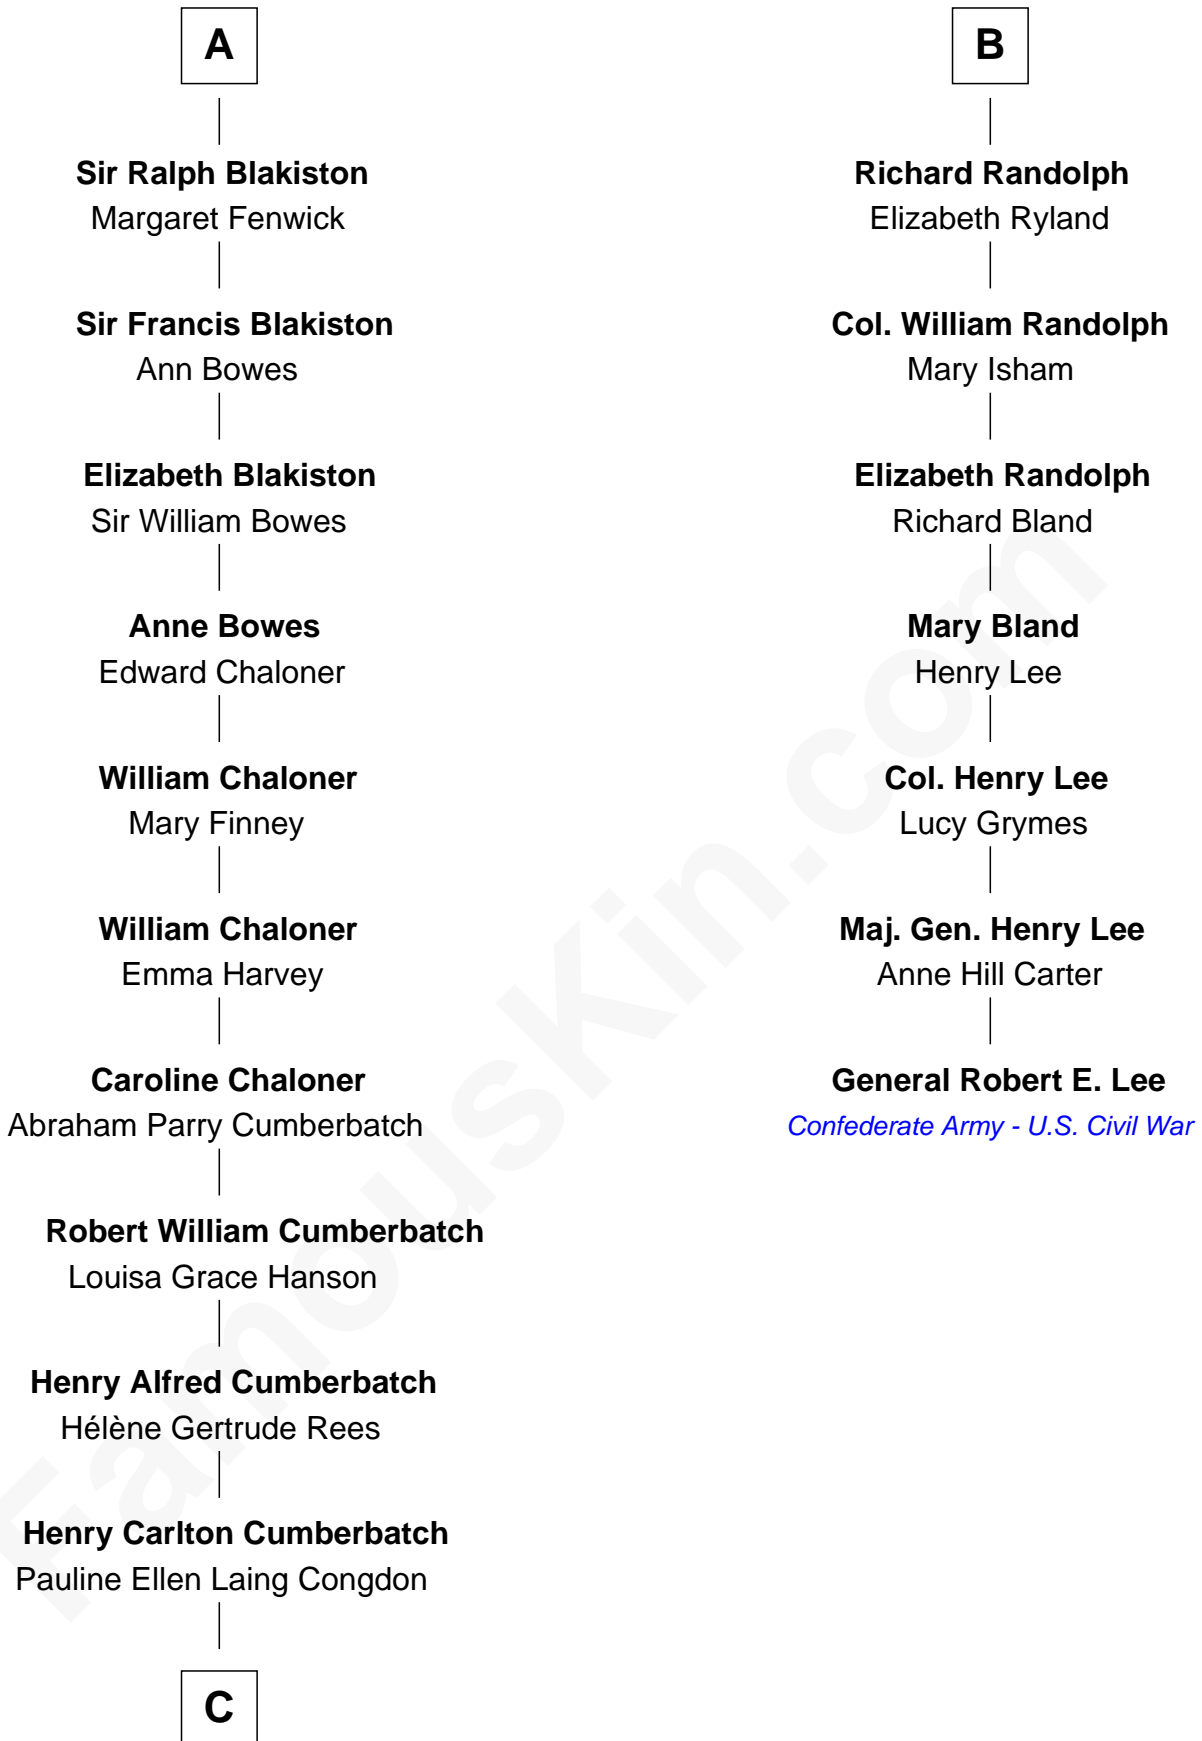 A
Sir Ralph Blakiston
Margaret Fenwick
Sir Francis Blakiston
Ann Bowes
Elizabeth Blakiston
Sir William Bowes
Anne Bowes
Edward Chaloner
William Chaloner
Mary Finney
William Chaloner
Emma Harvey
Caroline Chaloner
Abraham Parry Cumberbatch
Robert William Cumberbatch
Louisa Grace Hanson
Henry Alfred Cumberbatch
Hélène Gertrude Rees
Henry Carlton Cumberbatch
Pauline Ellen Laing Congdon
C
B
Richard Randolph
Elizabeth Ryland
Col. William Randolph
Mary Isham
Elizabeth Randolph
Richard Bland
Mary Bland
Henry Lee
Col. Henry Lee
Lucy Grymes
Maj. Gen. Henry Lee
Anne Hill Carter
General Robert E. Lee
Confederate Army - U.S. Civil War
FamousKin.com